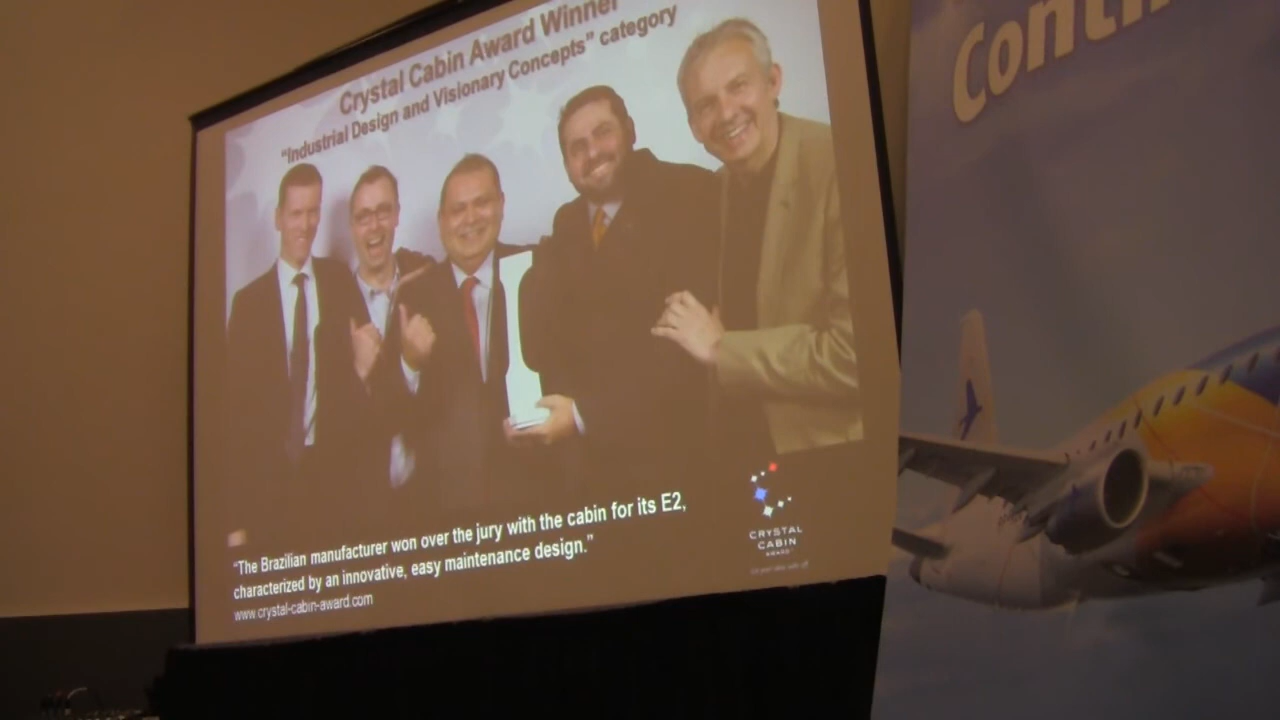 Crystal Cabin Award Winner
“Industrial Design and Visionary Concepts” category
“The Brazilian manufacturer won over the jury with the cabin for its E2,
characterized by an innovative, easy maintenance design.”
www.crystal-cabin-award.com
CRYSTAL
CABIN
AWARD